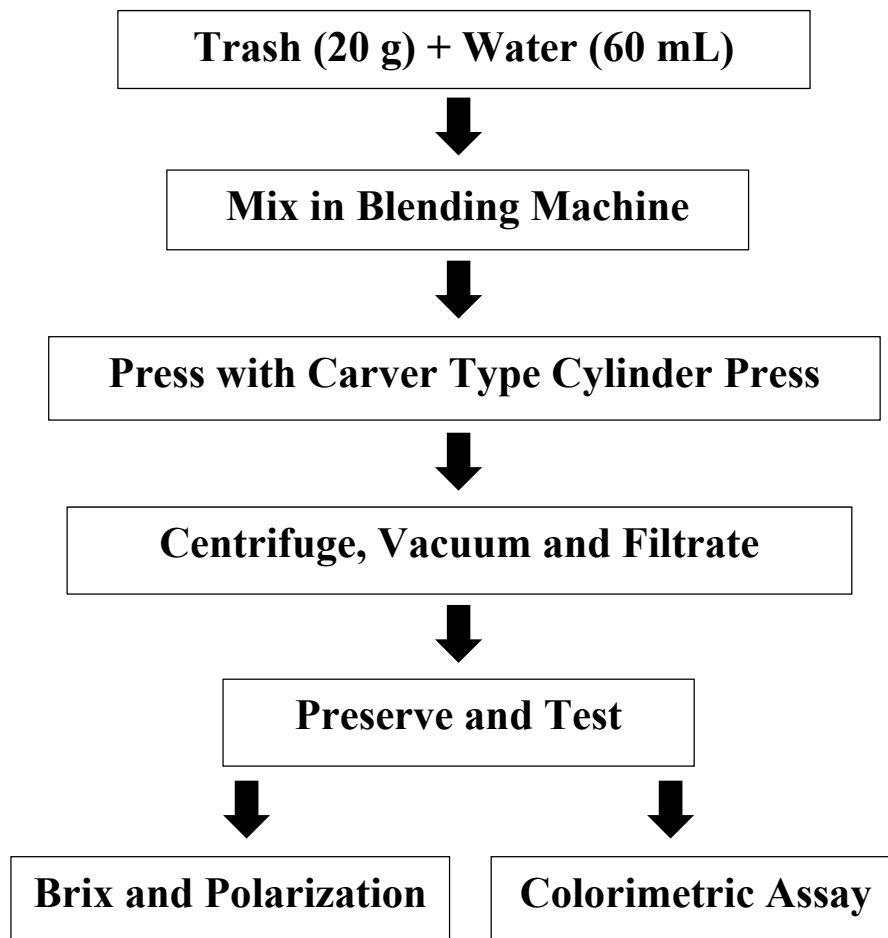 Trash (20 g) + Water (60 mL)
Mix in Blending Machine
Press with Carver Type Cylinder Press
Centrifuge, Vacuum and Filtrate
Preserve and Test
Brix and Polarization
Colorimetric Assay